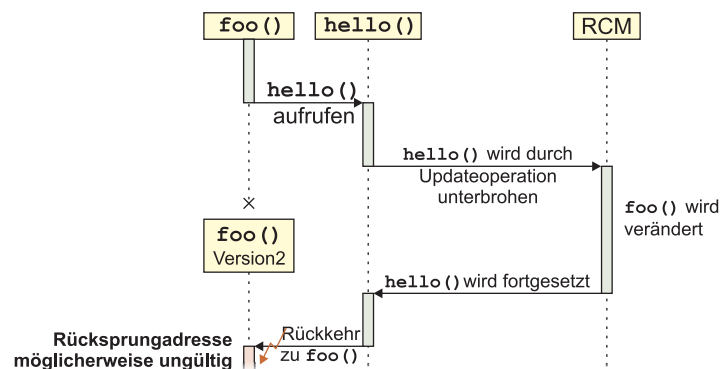 foo() hello() RCM
hello()
aufrufen
hello() wird durch
Updateoperation
unterbrohen
foo() wird
verändert
foo()
Version2
hello() wird fortgesetzt
Rücksprungadresse
möglicherweise ungültig
Rückkehr
zu foo()